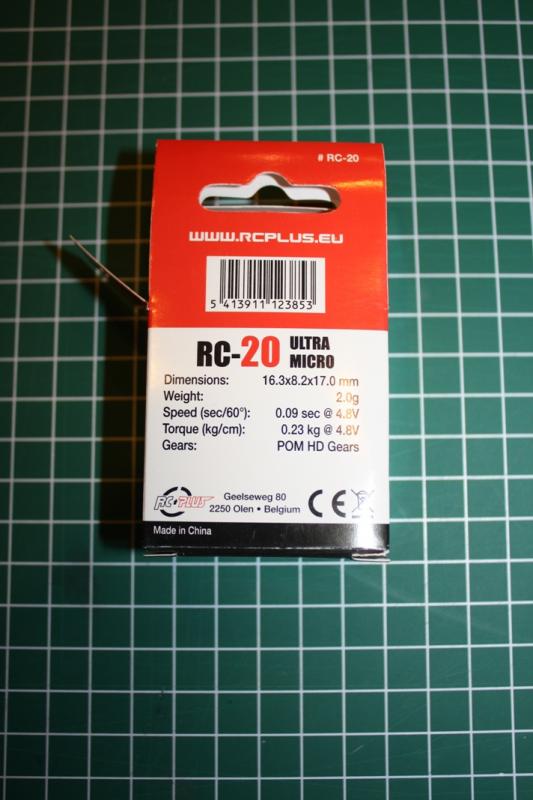 # RC-20
WWW.RCPLUS.EU
5 413911 123853
RC-20 ULTRA MICRO
Dimensions: 16.3x8.2x17.0 mm
Weight: 2.0g
Speed (sec/60°): 0.09 sec @ 4.8V
Torque (kg/cm): 0.23 kg @ 4.8V
Gears: POM HD Gears
RC PLUS
Geelseweg 80
2250 Olen • Belgium
CE
Made in China